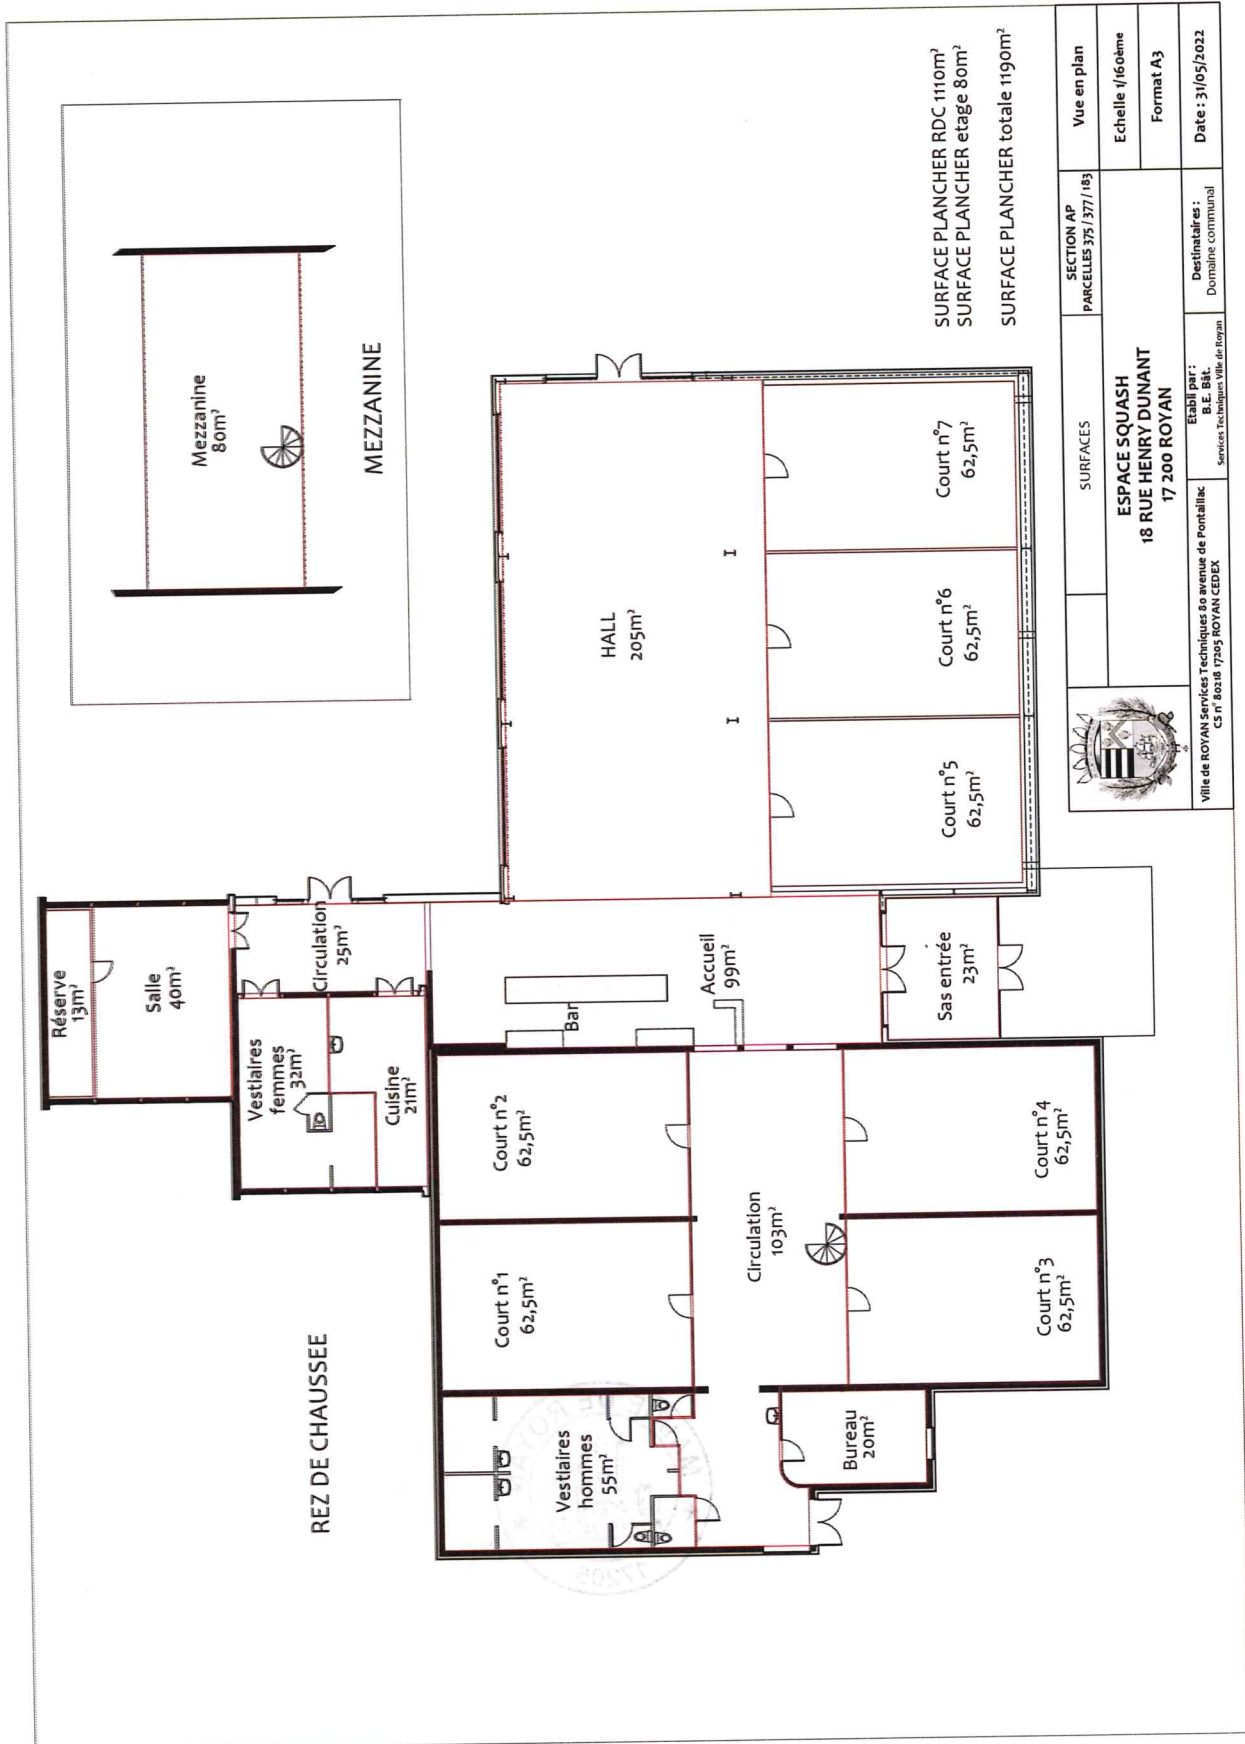 REZ DE CHAUSSEE
Réserve
13m²
Salle
40m²
Vestiaires
femmes
32m²
Circulation
25m²
Cuisine
21m²
Mezzanine
80m²
MEZZANINE
Vestiaires
hommes
55m²
Court n°1
62,5m²
Court n°2
62,5m²
Bar
Accueil
99m²
HALL
205m²
Circulation
103m²
Bureau
20m²
Court n°3
62,5m²
Court n°4
62,5m²
Sas entrée
23m²
Court n°5
62,5m²
Court n°6
62,5m²
Court n°7
62,5m²
17205
SURFACE PLANCHER RDC 1110m²
SURFACE PLANCHER etage 80m²
SURFACE PLANCHER totale 1190m²
SURFACES
SECTION AP
PARCELLES 375 / 377 / 183
Vue en plan
ESPACE SQUASH
18 RUE HENRY DUNANT
17 200 ROYAN
Echelle 1/160ème
Format A3
Ville de ROYAN Services Techniques 80 avenue de Pontaillac
CS n° 80218 17205 ROYAN CEDEX
Etabli par :
B.E. Bât.
Services Techniques Ville de Royan
Destinataires :
Domaine communal
Date : 31/05/2022